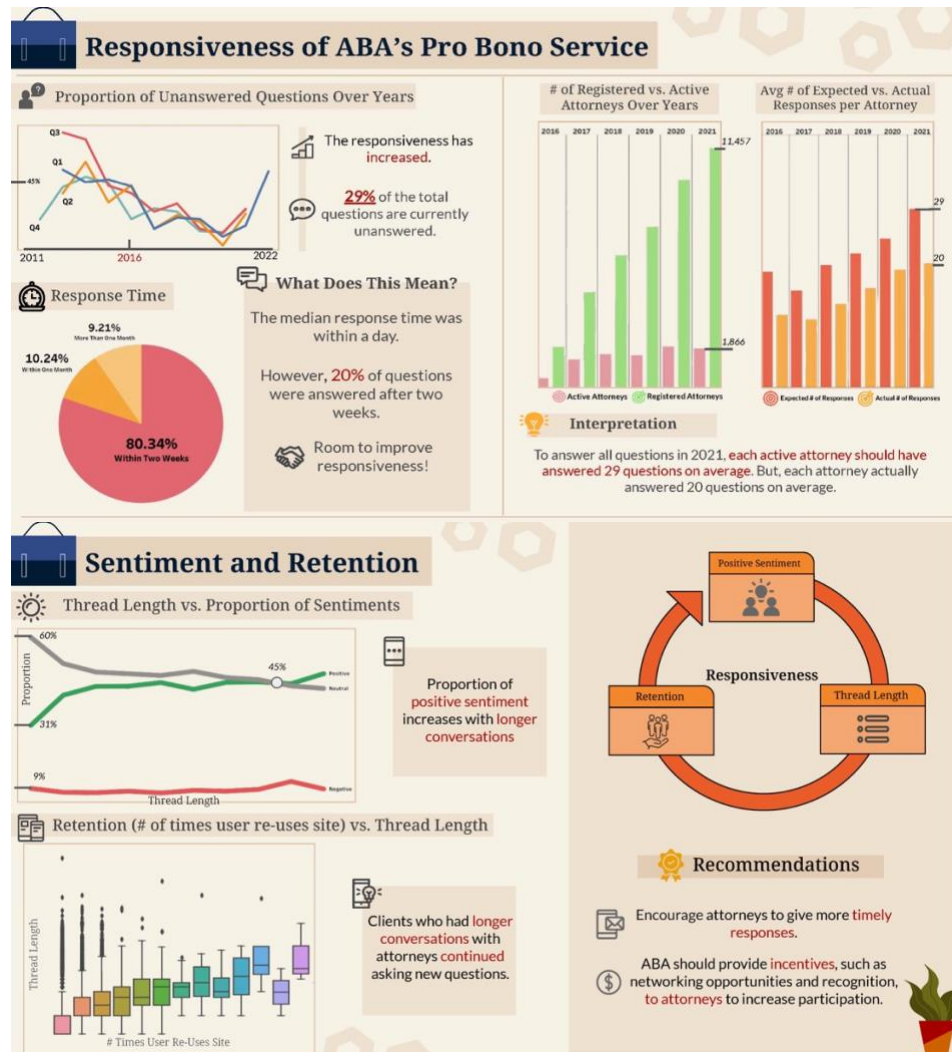 Responsiveness of ABA's Pro Bono Service
Proportion of Unanswered Questions Over Years
Q3
Q1
45%
Q2
Q4
2011
2016
2022
The responsiveness has
increased.
29% of the total
questions are currently
unanswered.
Response Time
9.21%
More Than One Month
10.24%
Within One Month
80.34%
Within Two Weeks
What Does This Mean?
The median response time was
within a day.
However, 20% of questions
were answered after two
weeks.
Room to improve
responsiveness!
# of Registered vs. Active
Attorneys Over Years
2016 2017 2018 2019 2020 2021
11,457
1,866
Active Attorneys Registered Attorneys
Avg # of Expected vs. Actual
Responses per Attorney
2016 2017 2018 2019 2020 2021
29
20
Expected # of Responses Actual # of Responses
Interpretation
To answer all questions in 2021, each active attorney should have
answered 29 questions on average. But, each attorney actually
answered 20 questions on average.
Sentiment and Retention
Thread Length vs. Proportion of Sentiments
60%
Proportion
31%
9%
45%
Positive
Neutral
Negative
Thread Length
Proportion of
positive sentiment
increases with longer
conversations
Retention (# of times user re-uses site) vs. Thread Length
Thread Length
# Times User Re-Uses Site
Clients who had longer
conversations with
attorneys continued
asking new questions.
Positive Sentiment
Responsiveness
Retention
Thread Length
Recommendations
Encourage attorneys to give more timely
responses.
ABA should provide incentives, such as
networking opportunities and recognition,
to attorneys to increase participation.